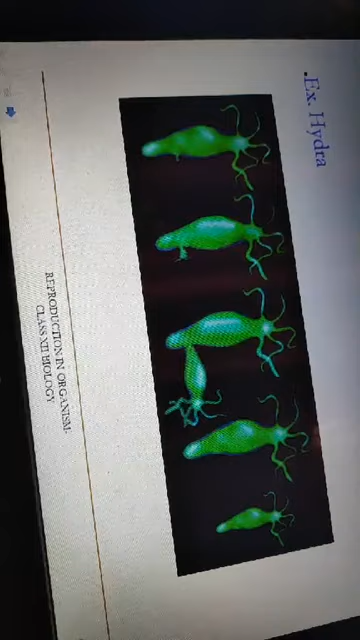 •Ex. Hydra
REPRODUCTION IN ORGANISM-
CLASS XII BIOLOGY